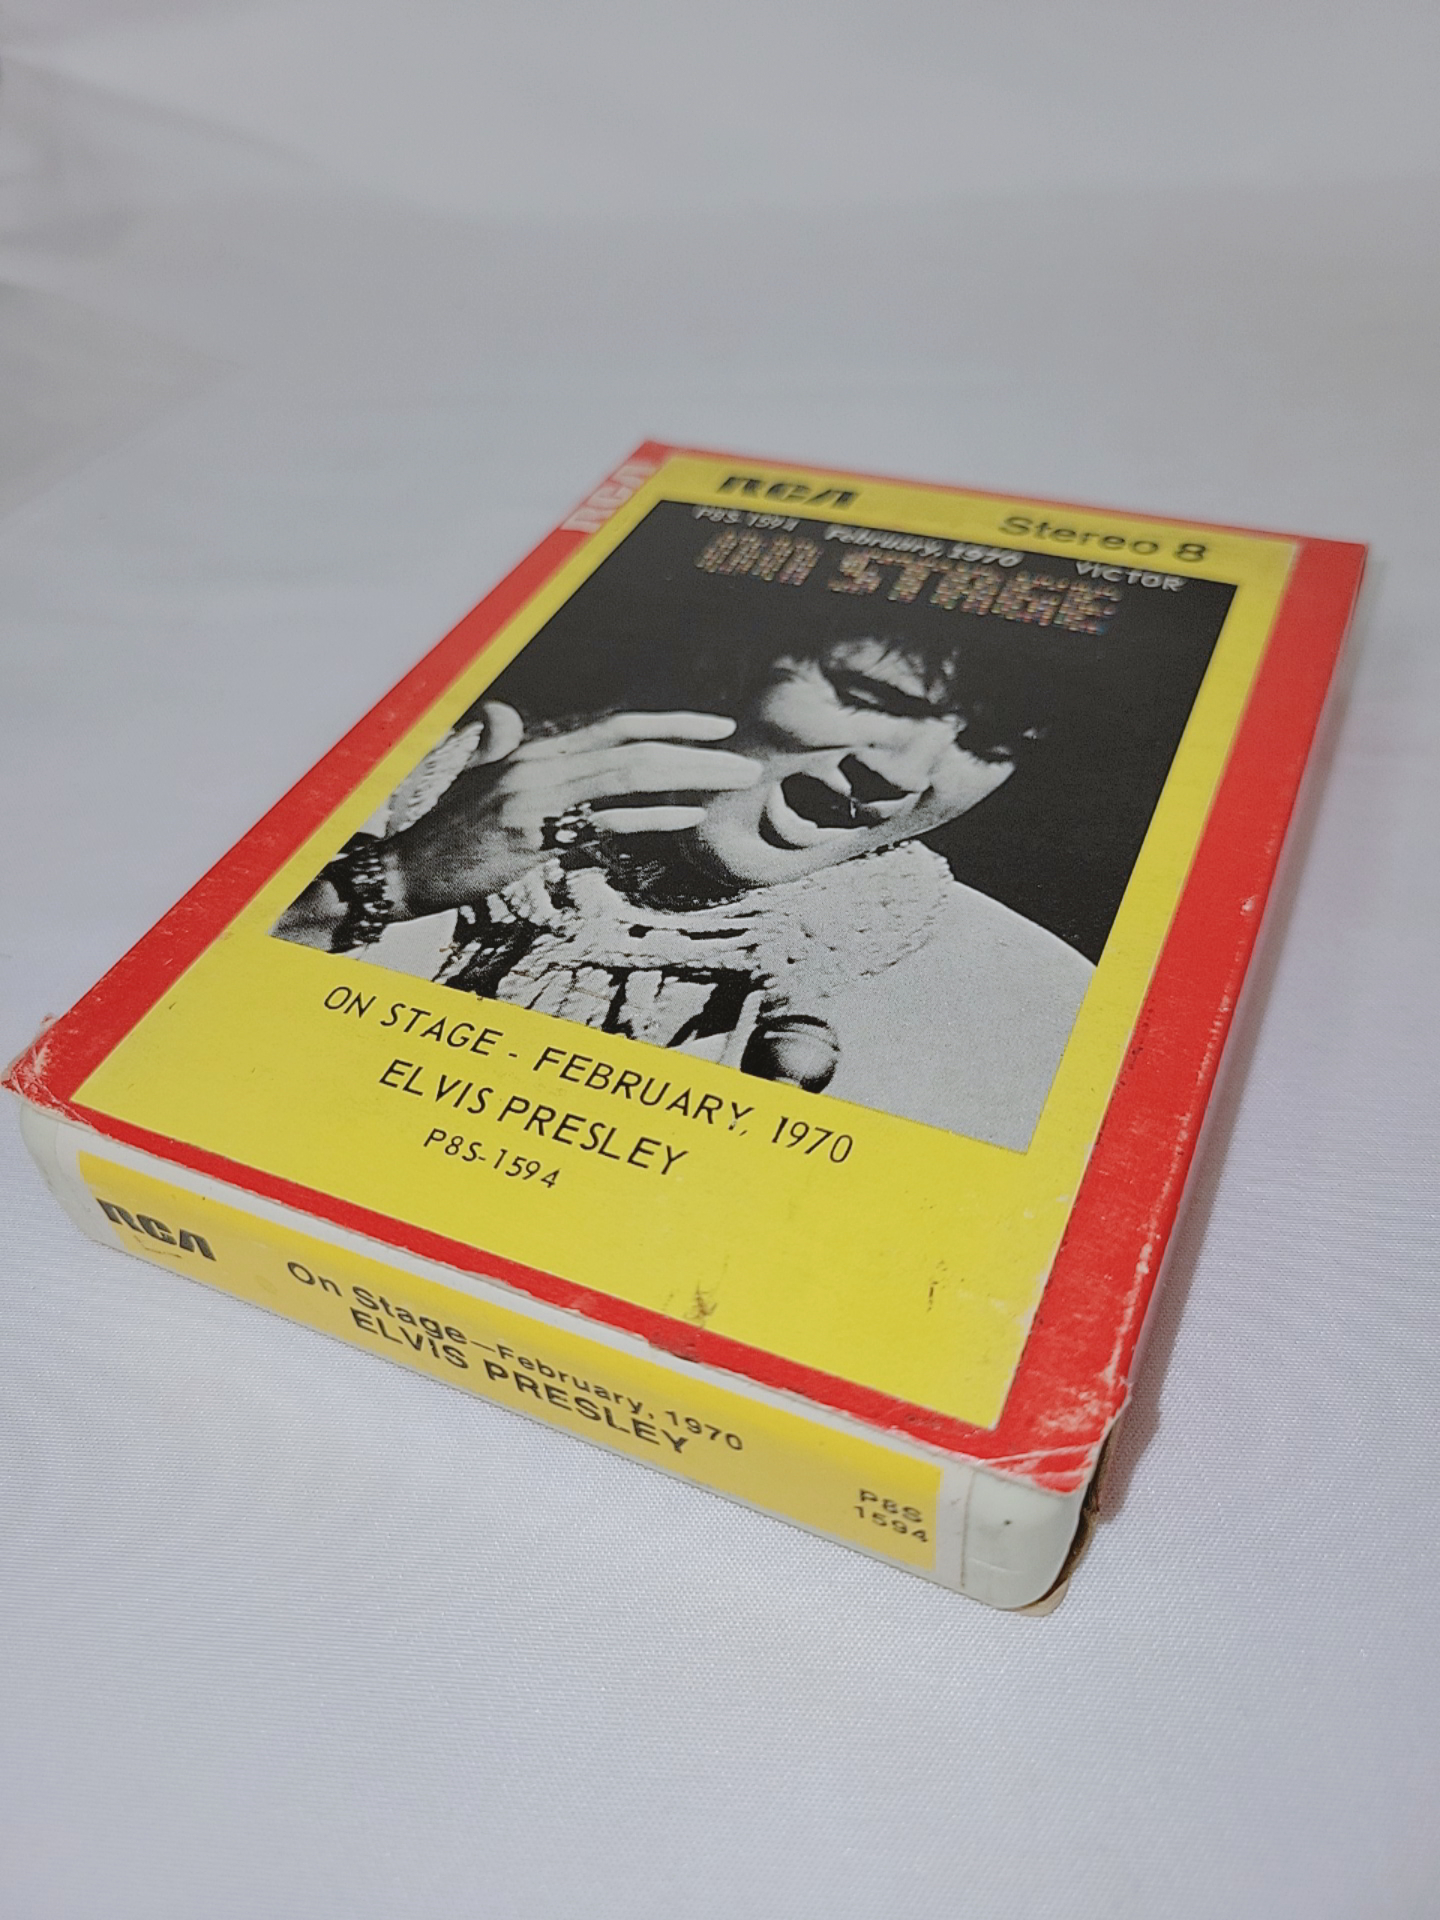 RCA
RCA
Stereo 8
P8S-1594
February, 1970
VICTOR
ON STAGE
ON STAGE - FEBRUARY, 1970
ELVIS PRESLEY
P8S-1594
RCA
On Stage—February, 1970
ELVIS PRESLEY
P8S
1594